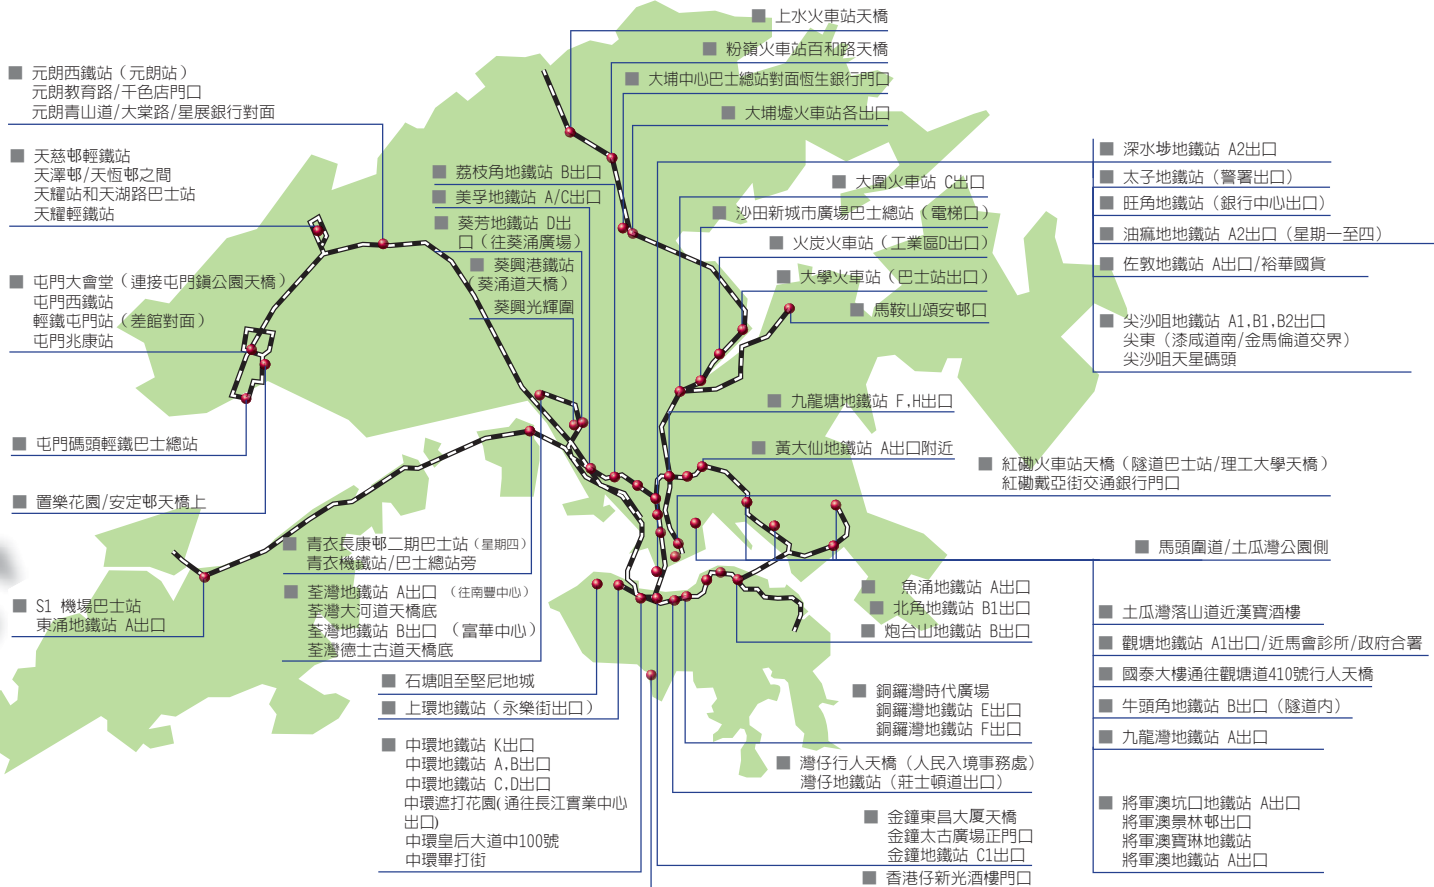 上水火車站天橋
粉嶺火車站百和路天橋
大埔中心巴士總站對面恆生銀行門口
大埔墟火車站各出口
元朗西鐵站（元朗站）
元朗教育路/千色店門口
元朗青山道/大棠路/星展銀行對面
天慈邨輕鐵站
天澤邨/天恆邨之間
天耀站和天湖路巴士站
天耀輕鐵站
屯門大會堂（連接屯門鎮公園天橋）
屯門西鐵站
輕鐵屯門站（差館對面）
屯門兆康站
屯門碼頭輕鐵巴士總站
置樂花園/安定邨天橋上
S1 機場巴士站
東涌地鐵站 A出口
荔枝角地鐵站 B出口
美孚地鐵站 A/C出口
葵芳地鐵站 D出
口（往葵涌廣場）
葵興港鐵站
（葵涌道天橋）
葵興光輝圍
大圍火車站 C出口
沙田新城市廣場巴士總站（電梯口）
火炭火車站（工業區D出口）
大學火車站（巴士站出口）
馬鞍山頌安邨口
深水埗地鐵站 A2出口
太子地鐵站（警署出口）
旺角地鐵站（銀行中心出口）
油痲地地鐵站 A2出口（星期一至四）
佐敦地鐵站 A出口/裕華國貨
尖沙咀地鐵站 A1,B1,B2出口
尖東（漆咸道南/金馬倫道交界）
尖沙咀天星碼頭
九龍塘地鐵站 F,H出口
黃大仙地鐵站 A出口附近
紅磡火車站天橋（隧道巴士站/理工大學天橋）
紅磡戴亞街交通銀行門口
馬頭圍道/土瓜灣公園側
青衣長康邨二期巴士站（星期四）
青衣機鐵站/巴士總站旁
荃灣地鐵站 A出口 （往南豐中心）
荃灣大河道天橋底
荃灣地鐵站 B出口 （富華中心）
荃灣德士古道天橋底
石塘咀至堅尼地城
上環地鐵站（永樂街出口）
中環地鐵站 K出口
中環地鐵站 A,B出口
中環地鐵站 C,D出口
中環遮打花園(通往長江實業中心
出口)
中環皇后大道中100號
中環畢打街
魚涌地鐵站 A出口
北角地鐵站 B1出口
炮台山地鐵站 B出口
銅鑼灣時代廣場
銅鑼灣地鐵站 E出口
銅鑼灣地鐵站 F出口
灣仔行人天橋（人民入境事務處）
灣仔地鐵站（莊士頓道出口）
金鐘東昌大厦天橋
金鐘太古廣場正門口
金鐘地鐵站 C1出口
香港仔新光酒樓門口
土瓜灣落山道近漢寶酒樓
觀塘地鐵站 A1出口/近馬會診所/政府合署
國泰大樓通往觀塘道410號行人天橋
牛頭角地鐵站 B出口（隧道内）
九龍灣地鐵站 A出口
將軍澳坑口地鐵站 A出口
將軍澳景林邨出口
將軍澳寶琳地鐵站
將軍澳地鐵站 A出口